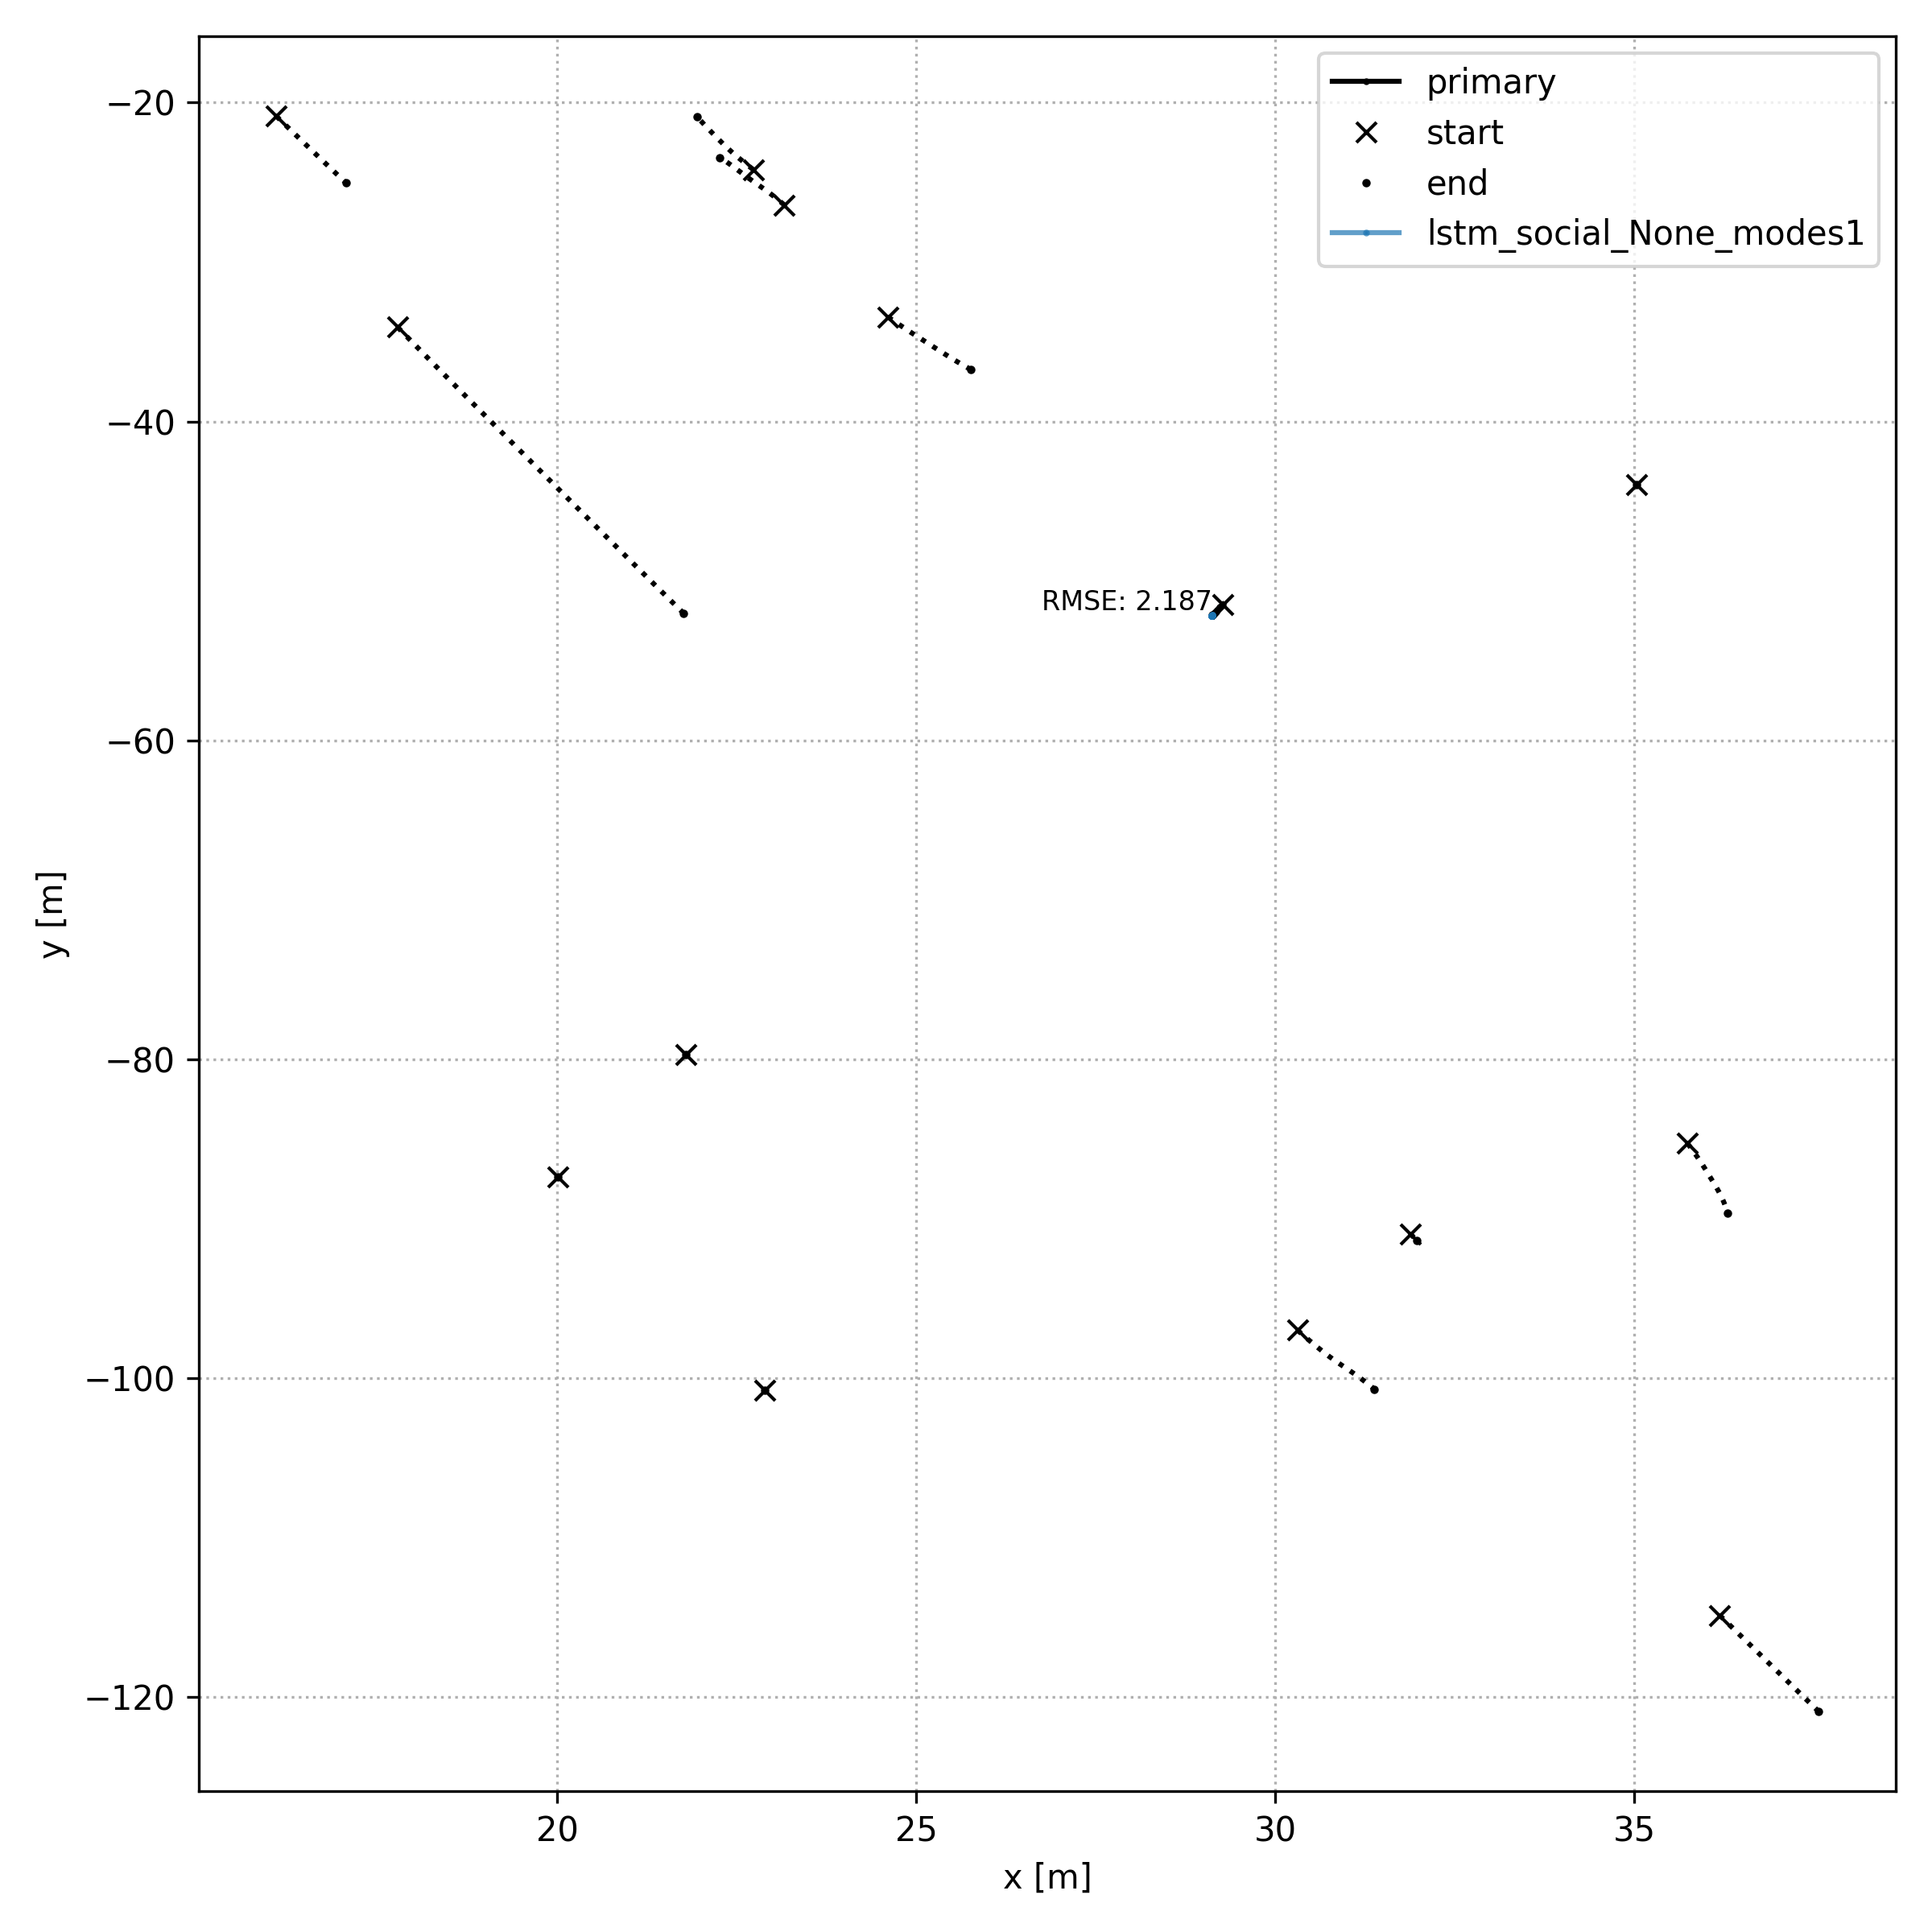 primary
start
end
lstm_social_None_modes1
−20
−40
RMSE: 2.187
−60
y [m]
−80
−100
−120
20 25 30 35
x [m]